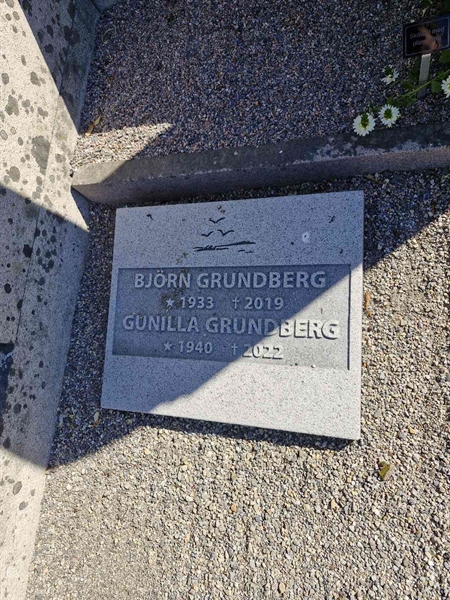 BJÖRN GRUNDBERG
★ 1933 † 2019
GUNILLA GRUNDBERG
★ 1940 † 2022